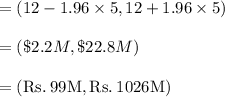 = (12 − 1.96 × 5, 12 + 1.96 × 5)
= ($2.2M, $22.8M)
= (Rs. 99M, Rs. 1026M)